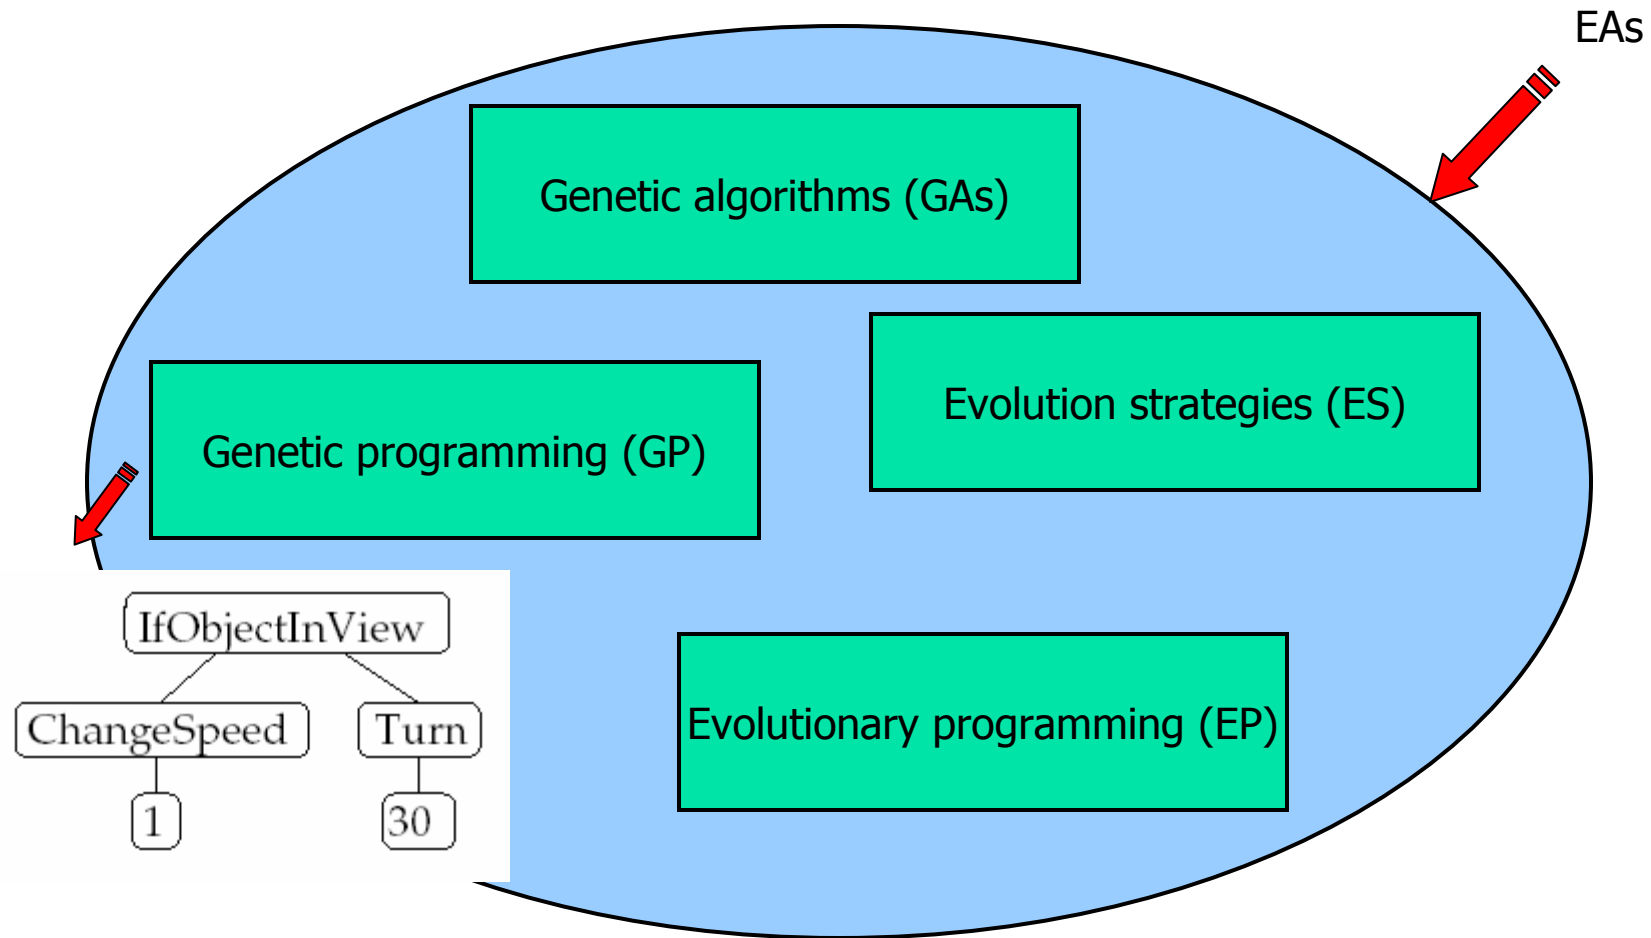 EAs
Genetic algorithms (GAs)
Evolution strategies (ES)
Genetic programming (GP)
IfObjectInView
ChangeSpeed
Turn
1
30
Evolutionary programming (EP)